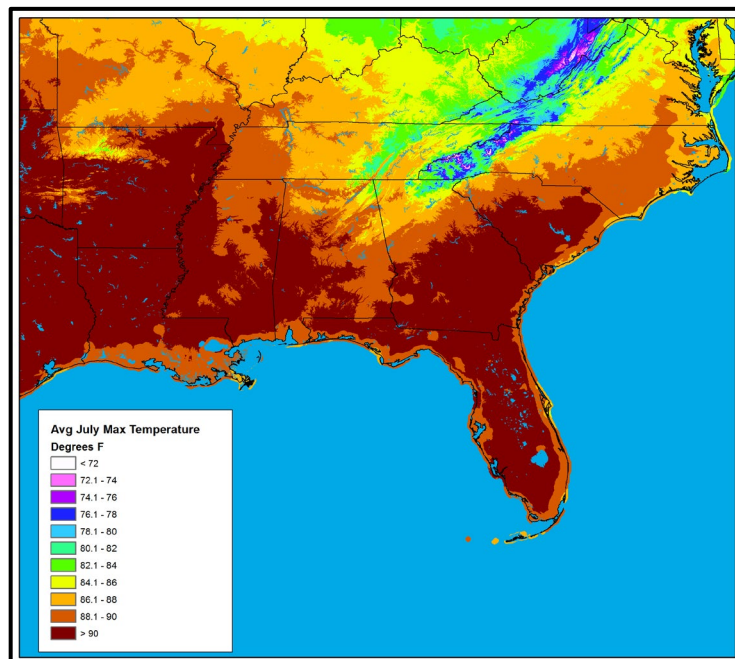 Avg July Max Temperature
Degrees F
< 72
72.1 - 74
74.1 - 76
76.1 - 78
78.1 - 80
80.1 - 82
82.1 - 84
84.1 - 86
86.1 - 88
88.1 - 90
> 90